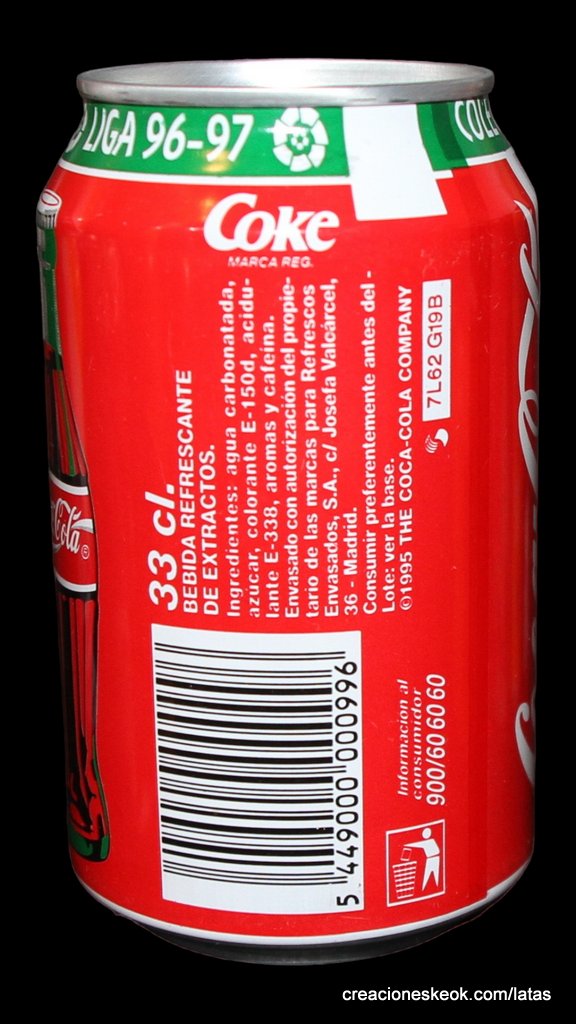 LIGA 96-97
COLE
Coke
MARCA REG.
33 cl.
BEBIDA REFRESCANTE
DE EXTRACTOS.
Ingredientes: agua carbonatada,
azucar, colorante E-150d, acidu-
lante E-338, aromas y cafeína.
Envasado con autorización del propie-
tario de las marcas para Refrescos
Envasados, S.A., c/ Josefa Valcárcel,
36 - Madrid.
Consumir preferentemente antes del -
Lote: ver la base.
©1995 THE COCA-COLA COMPANY
7L62 G19B
Cola ©
5 449000 000996
Informacion al
consumidor
900/60 60 60
creacioneskeok.com/latas